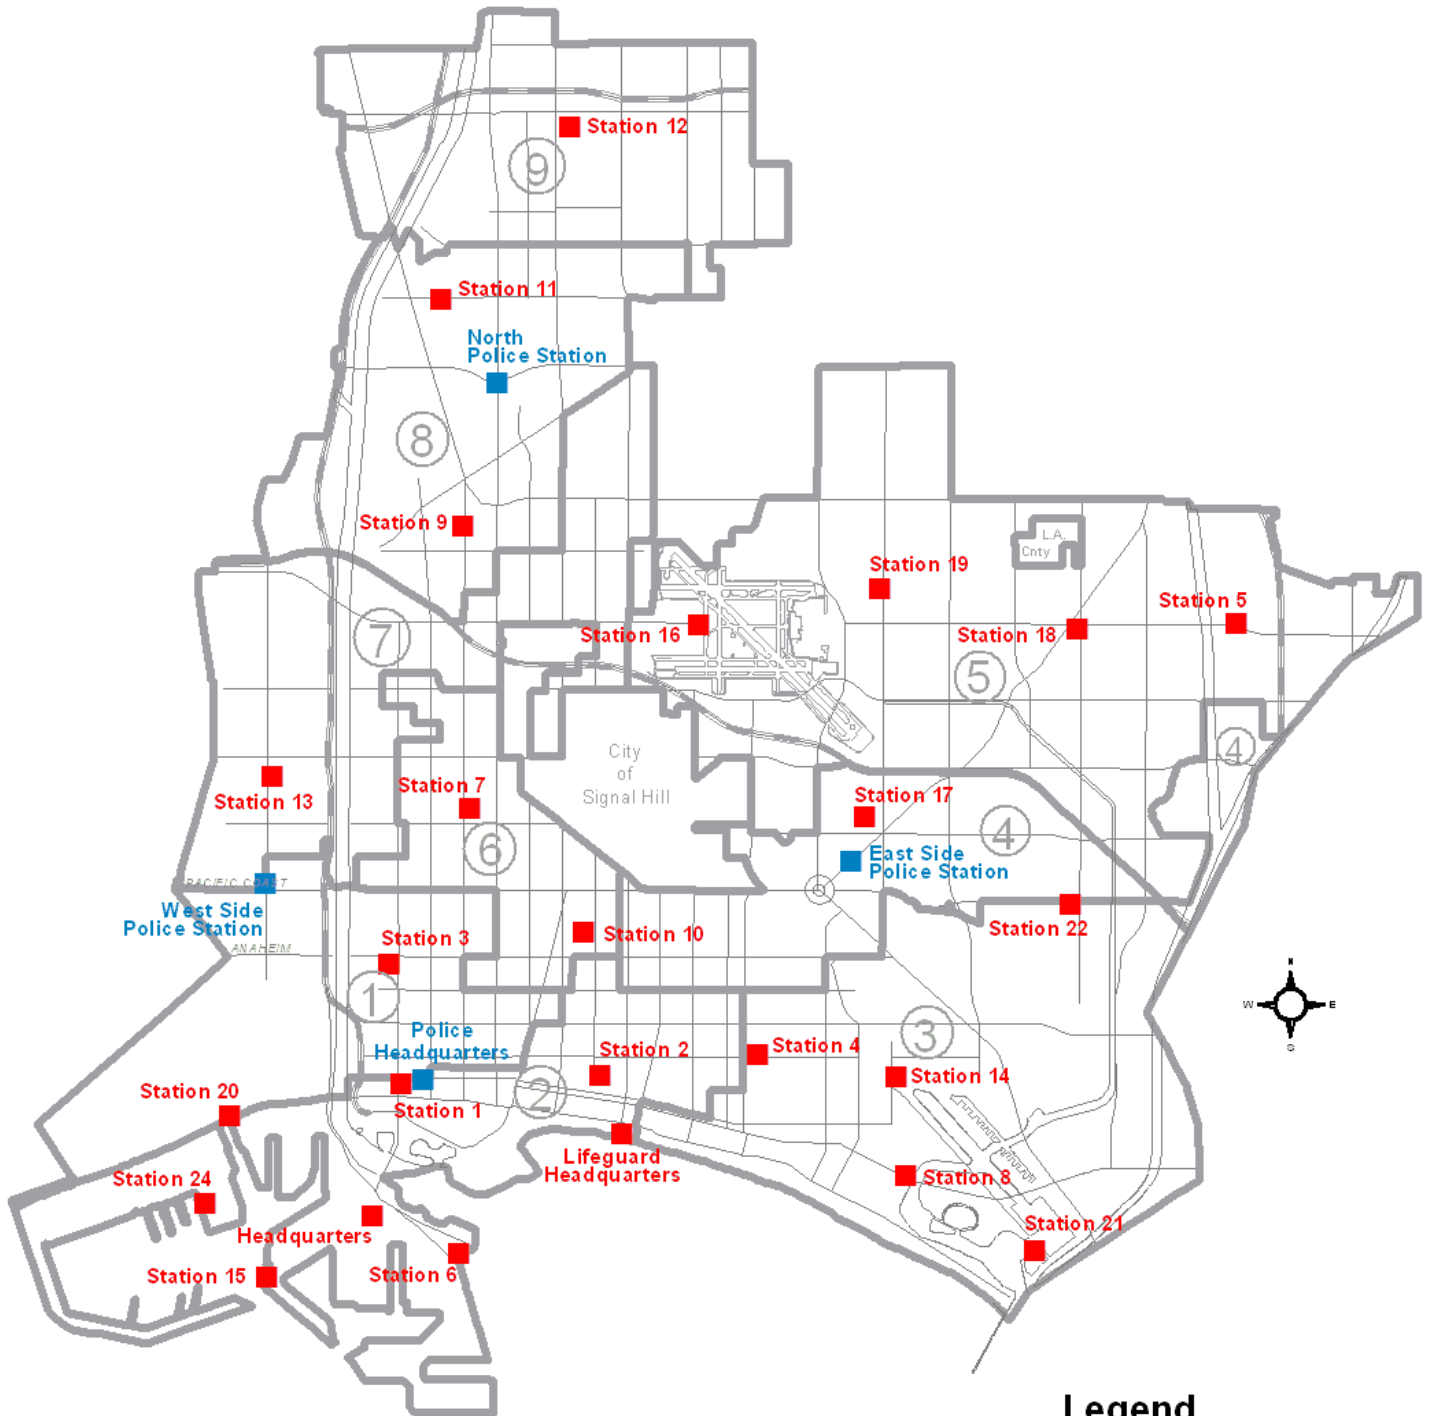 Station 12
9
Station 11
North
Police Station
8
Station 9
L.A.
Cnty
Station 19
Station 5
Station 16
Station 18
7
5
City
of
Signal Hill
4
Station 13
Station 7
Station 17
4
6
East Side
Police Station
PACIFIC COAST
West Side
Police Station
ANAHEIM
Station 3
Station 10
Station 22
N
W
E
S
1
Police
Headquarters
3
Station 2
Station 4
Station 14
2
Station 20
Station 1
Lifeguard
Headquarters
Station 24
Station 8
Headquarters
Station 21
Station 15
Station 6
Legend